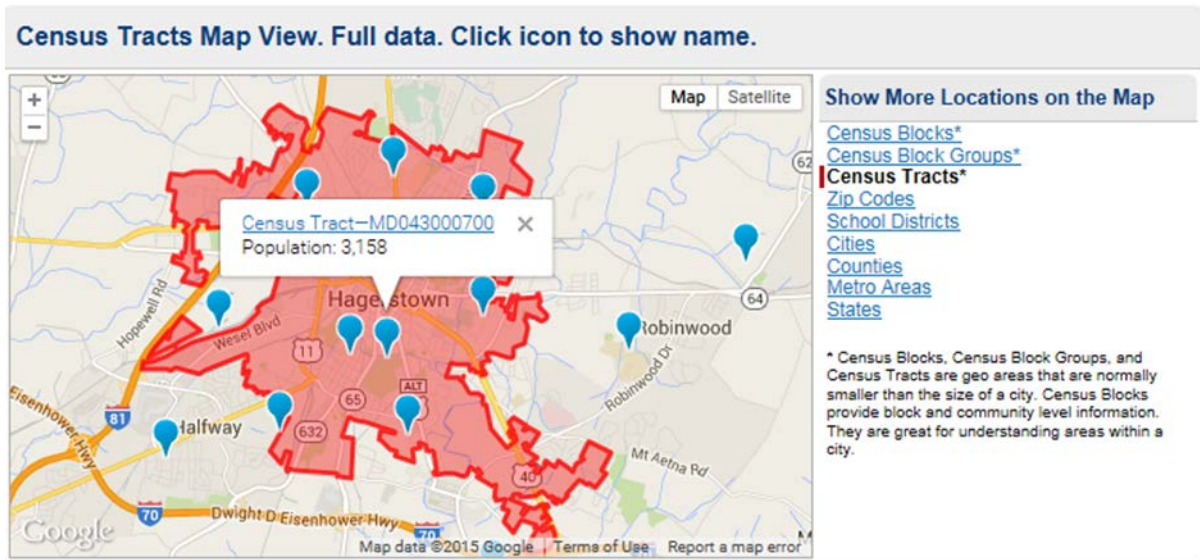 Census Tracts Map View. Full data. Click icon to show name.
+
−
Map
Satellite
Census Tract—MD043000700
×
Population: 3,158
Hagerstown
Hopewell Rd
Wesel Blvd
11
64
Robinwood
Robinwood Dr
ALT
65
632
Eisenhower Hwy
81
Halfway
40
Mt Aetna Rd
70
Dwight D Eisenhower Hwy
70
Google
Map data ©2015 Google
Terms of Use
Report a map error
Show More Locations on the Map
Census Blocks*
Census Block Groups*
Census Tracts*
Zip Codes
School Districts
Cities
Counties
Metro Areas
States
* Census Blocks, Census Block Groups, and
Census Tracts are geo areas that are normally
smaller than the size of a city. Census Blocks
provide block and community level information.
They are great for understanding areas within a
city.